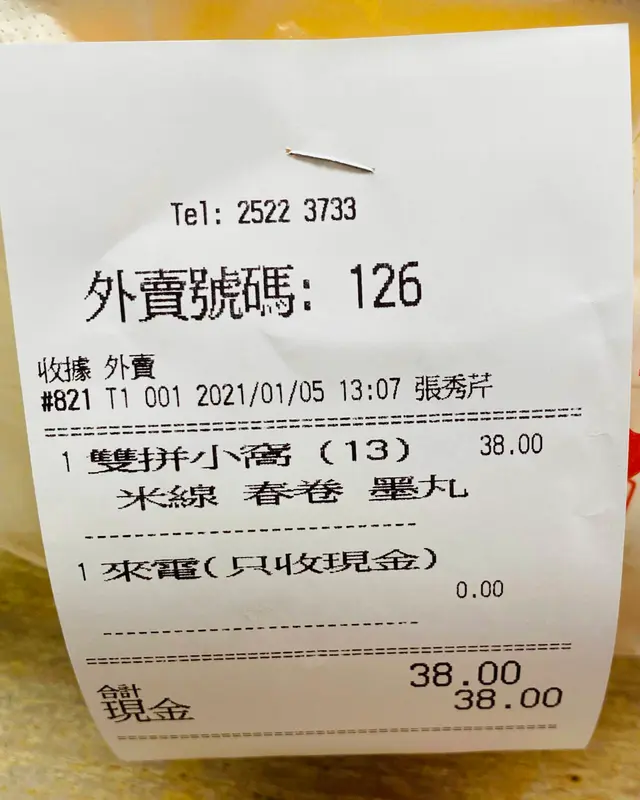 Tel: 2522 3733
外賣號碼: 126
收據 外賣
#821 T1 001 2021/01/05 13:07 張秀芹
1 雙拼小窩 (13) 38.00
米線 春卷 墨丸
1 來電(只收現金)
0.00
合計 38.00
現金 38.00